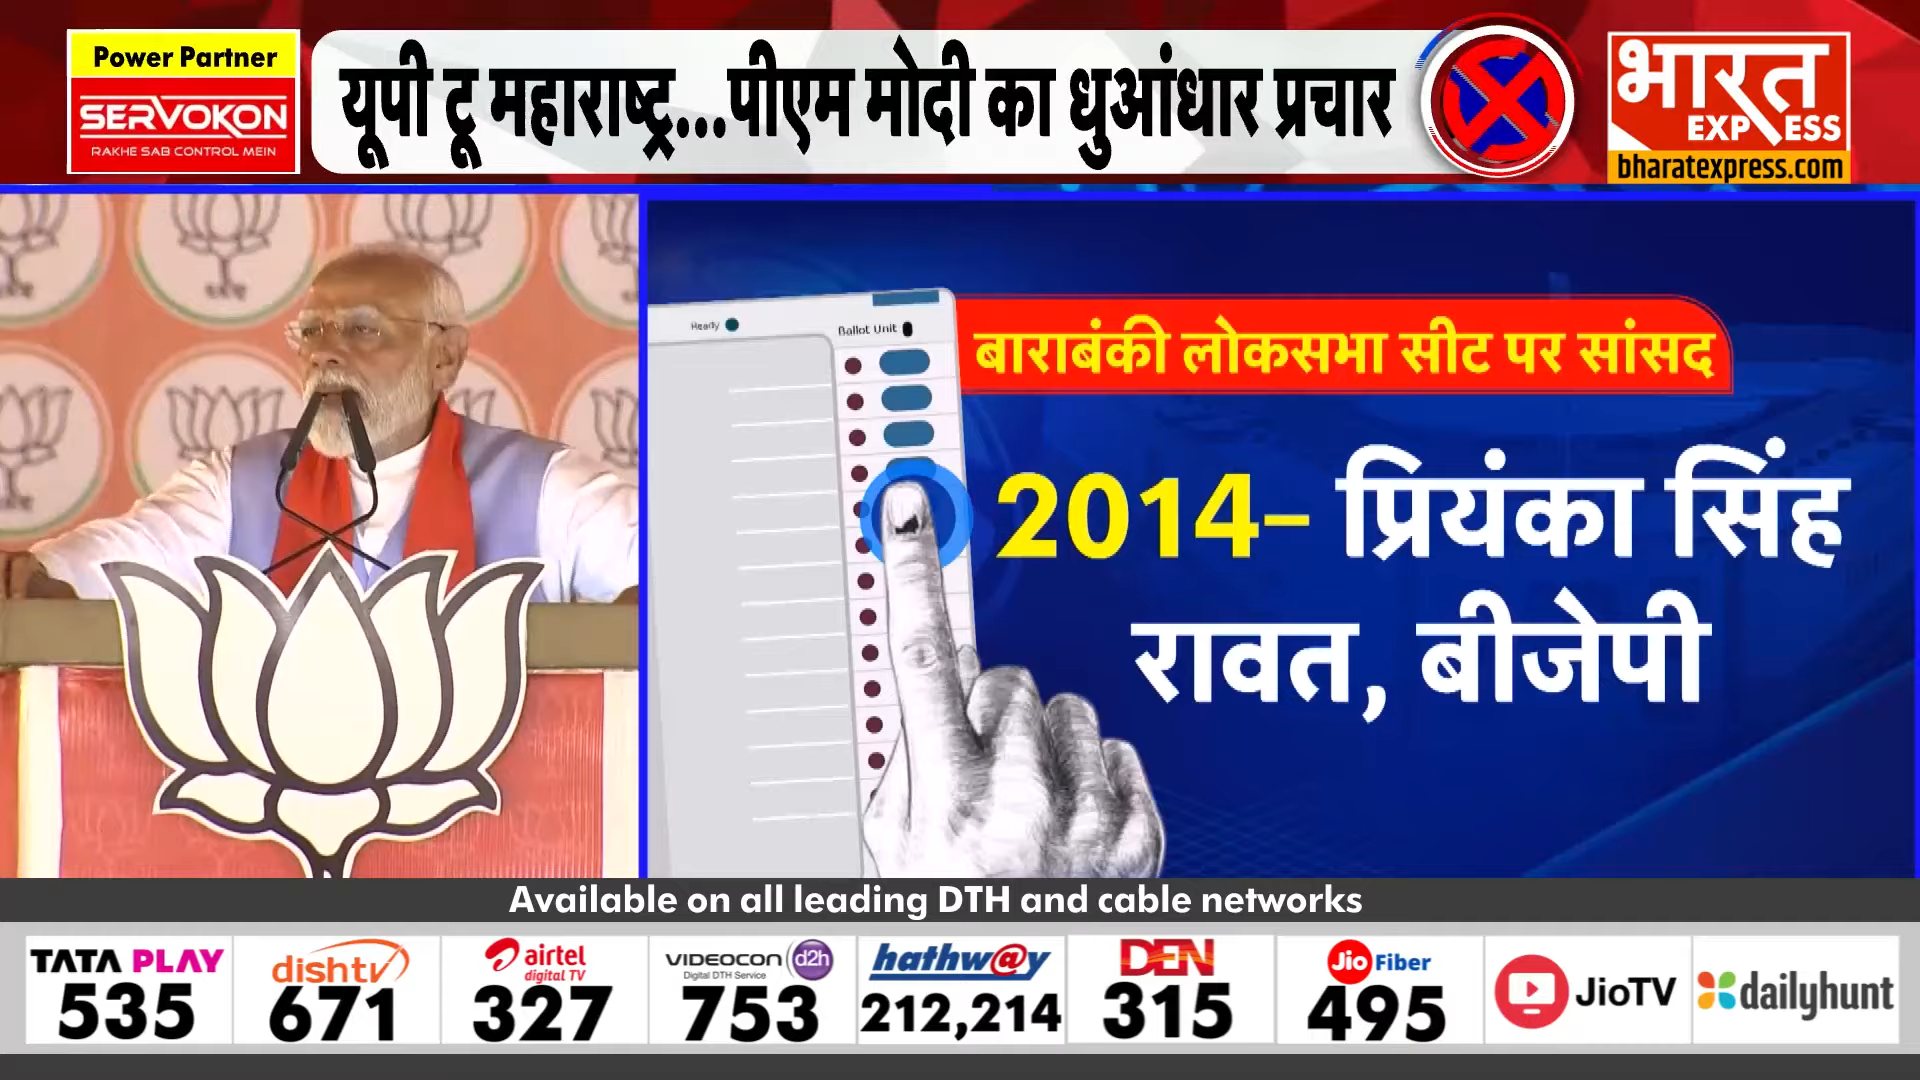 Power Partner
SERVOKON
RAKHE SAB CONTROL MEIN
यूपी टू महाराष्ट्र...पीएम मोदी का धुआंधार प्रचार
भारत
EXPRESS
bharatexpress.com
Ready
Ballot Unit
बाराबंकी लोकसभा सीट पर सांसद
2014- प्रियंका सिंह
रावत, बीजेपी
Available on all leading DTH and cable networks
TATA PLAY
535
dishtv
671
airtel
digital TV
327
VIDEOCON d2h
Digital DTH Service
753
hathw@y
212,214
DEN
315
Jio Fiber
495
JioTV
dailyhunt